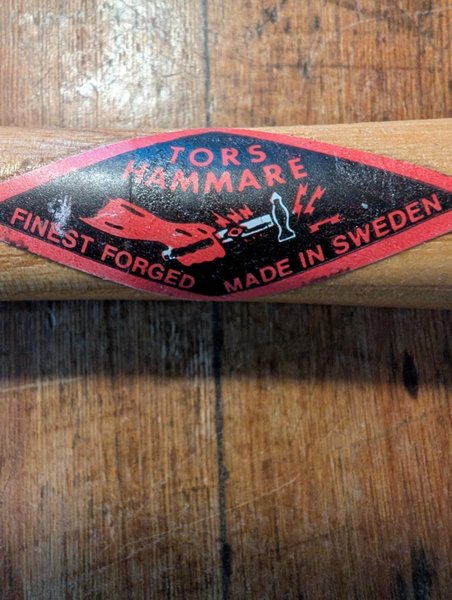 TORS
HAMMARE
FINEST FORGED
MADE IN SWEDEN